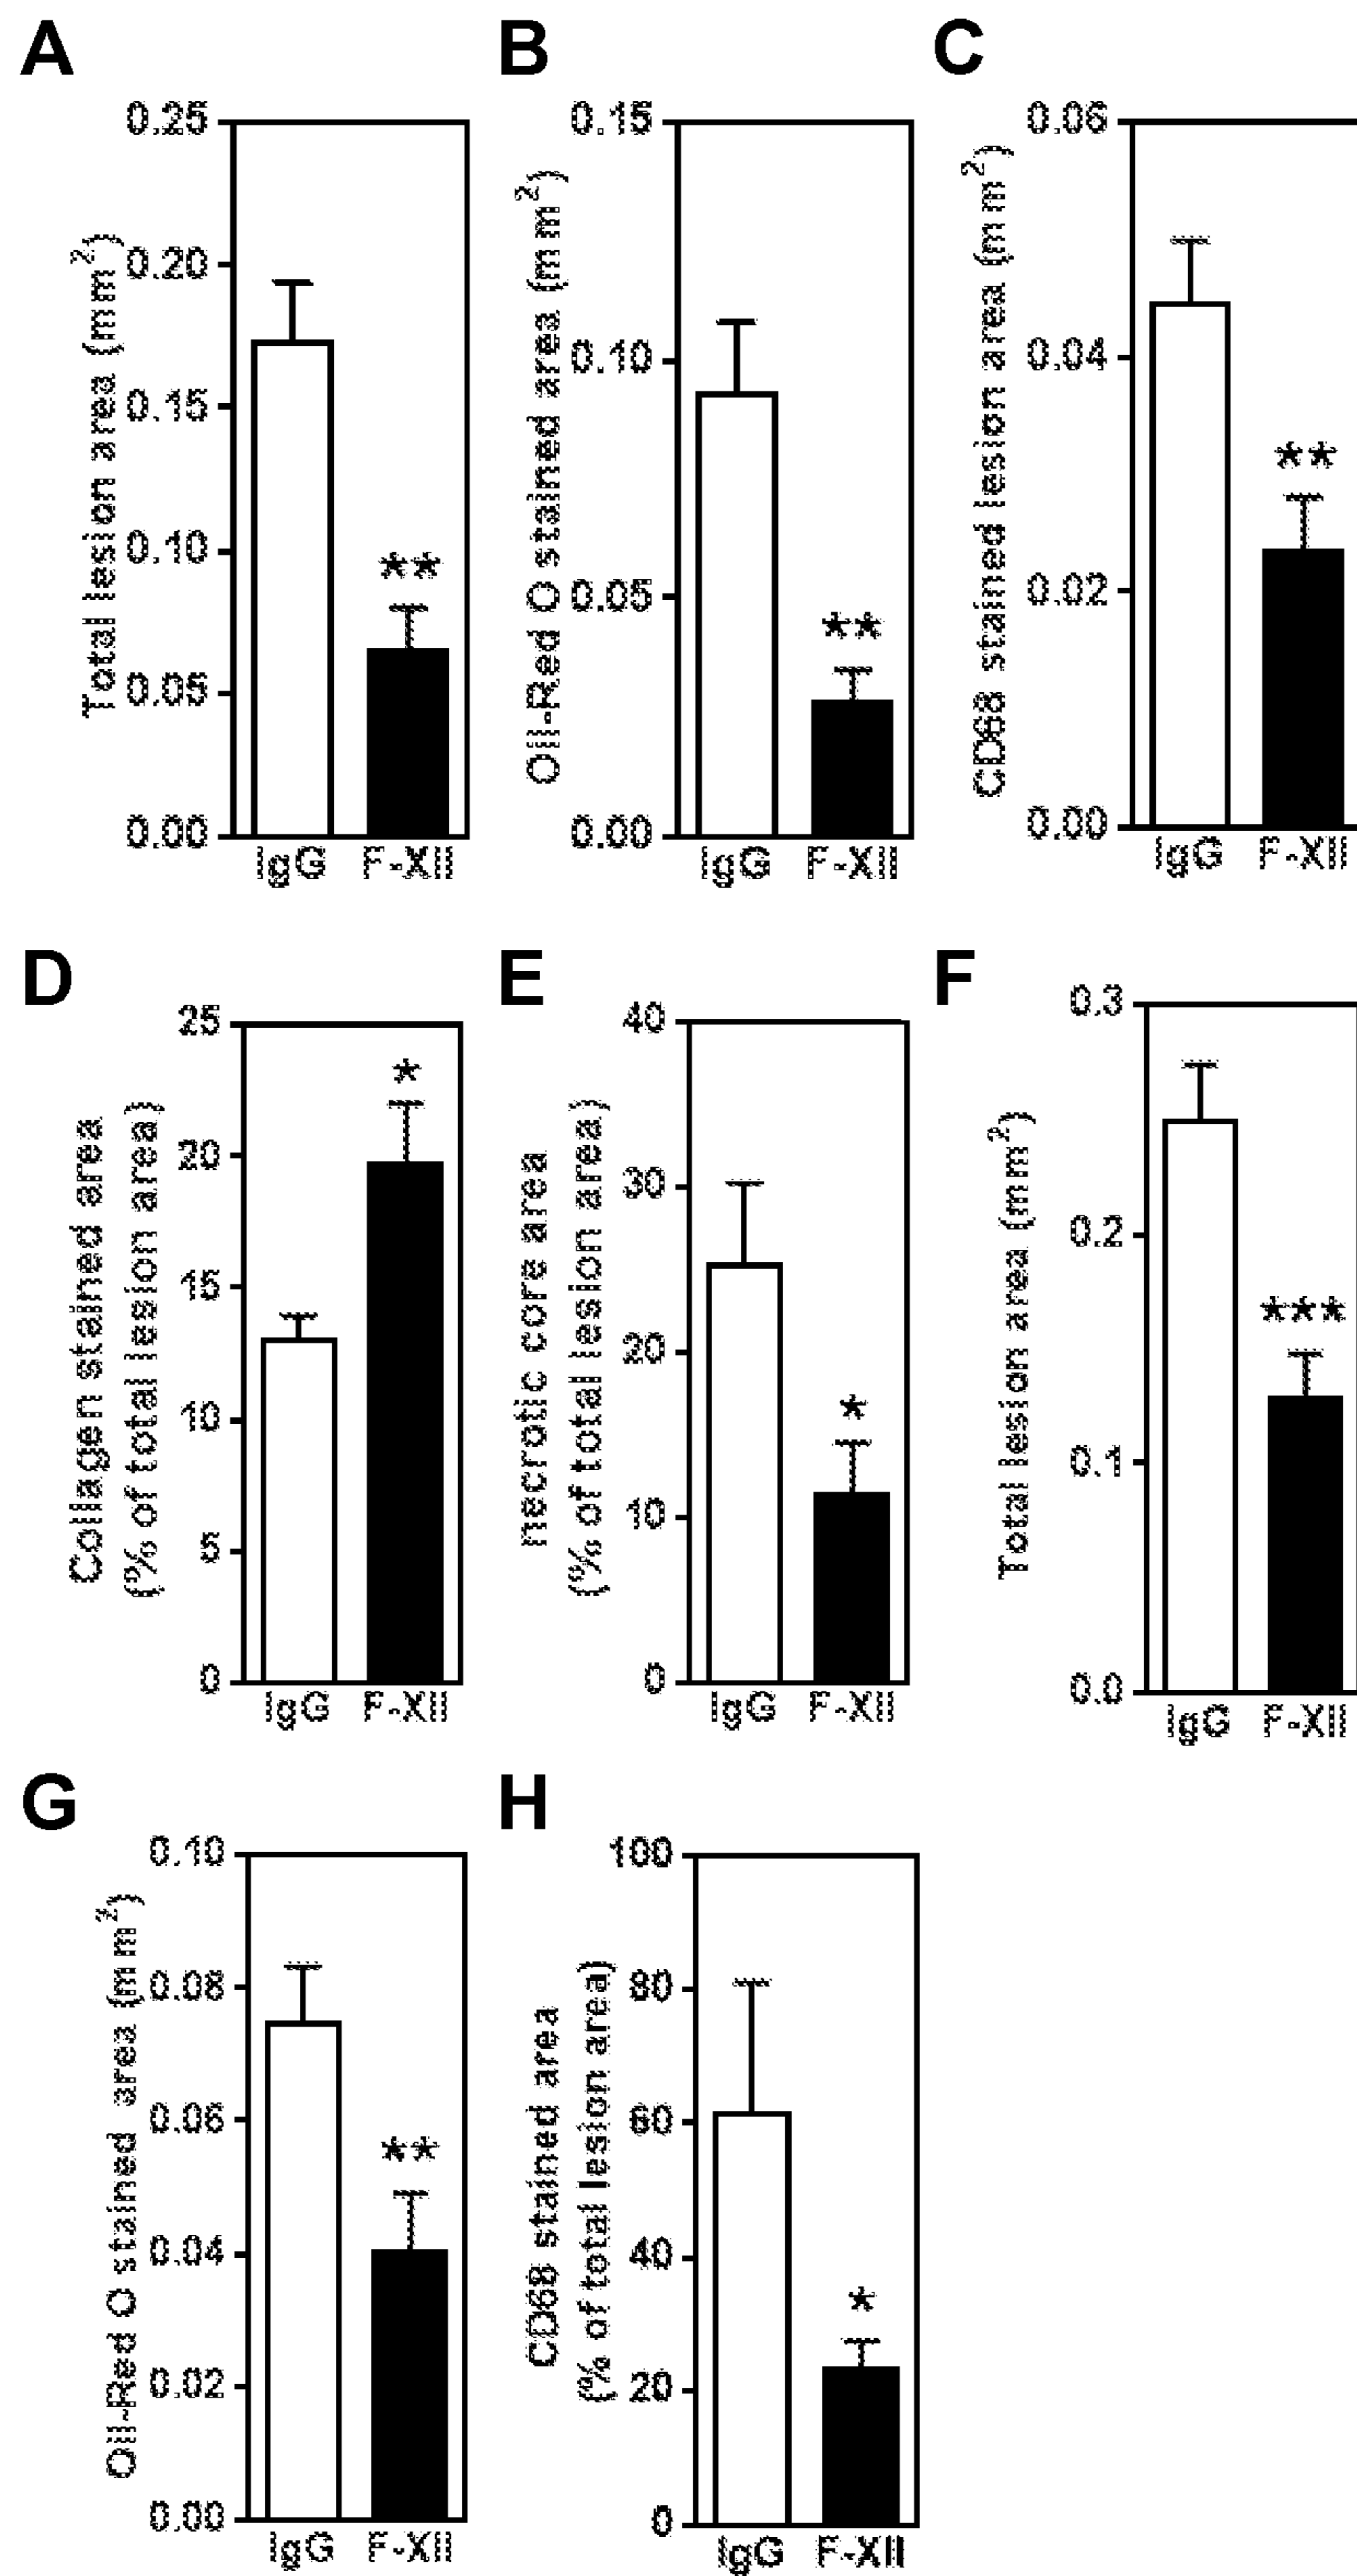 A
Total lesion area (mm²)
0.25
0.20
0.15
0.10
0.05
0.00
**
IgG F-XII
B
Oil-Red O stained area (mm²)
0.15
0.10
0.05
0.00
**
IgG F-XII
C
CD68 stained lesion area (mm²)
0.06
0.04
0.02
0.00
**
IgG F-XII
D
Collagen stained area
(% of total lesion area)
25
20
15
10
5
0
*
IgG F-XII
E
necrotic core area
(% of total lesion area)
40
30
20
10
0
*
IgG F-XII
F
Total lesion area (mm²)
0.3
0.2
0.1
0.0
***
IgG F-XII
G
Oil-Red O stained area (mm²)
0.10
0.08
0.06
0.04
0.02
0.00
**
IgG F-XII
H
CD68 stained area
(% of total lesion area)
100
80
60
40
20
0
*
IgG F-XII